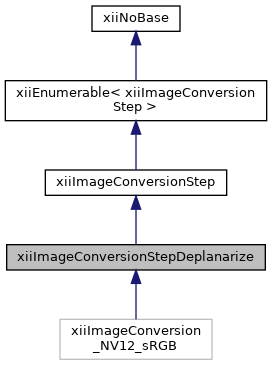 xiiNoBase
xiiEnumerable< xiiImageConversion
Step >
xiiImageConversionStep
xiiImageConversionStepDeplanarize
xiiImageConversion
_NV12_sRGB